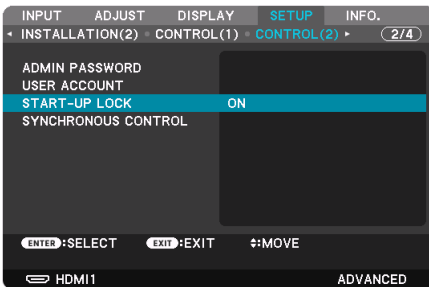 INPUT ADJUST DISPLAY SETUP INFO.
INSTALLATION(2) CONTROL(1) CONTROL(2) 2/4
ADMIN PASSWORD
USER ACCOUNT
START-UP LOCK ON
SYNCHRONOUS CONTROL
ENTER:SELECT EXIT:EXIT :MOVE
HDMI1 ADVANCED